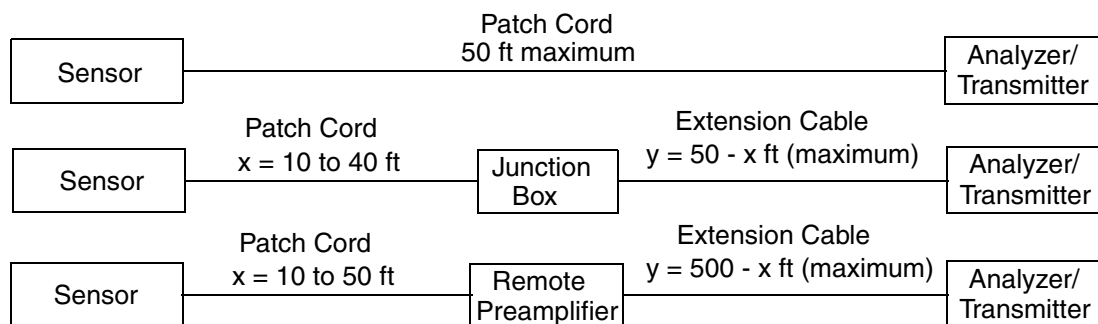 Patch Cord
50 ft maximum
Sensor
Analyzer/
Transmitter
Patch Cord
x = 10 to 40 ft
Extension Cable
y = 50 - x ft (maximum)
Sensor
Junction
Box
Analyzer/
Transmitter
Patch Cord
x = 10 to 50 ft
Extension Cable
y = 500 - x ft (maximum)
Sensor
Remote
Preamplifier
Analyzer/
Transmitter